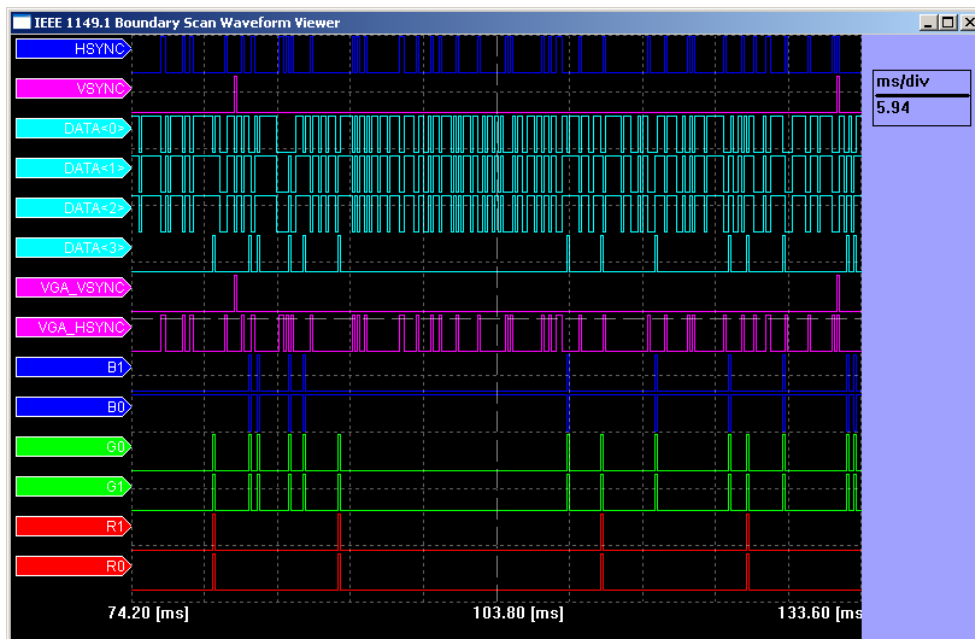 IEEE 1149.1 Boundary Scan Waveform Viewer
HSYNC
VSYNC
DATA<0>
DATA<1>
DATA<2>
DATA<3>
VGA_VSYNC
VGA_HSYNC
B1
B0
G0
G1
R1
R0
74.20 [ms] 103.80 [ms] 133.60 [ms
ms/div
5.94